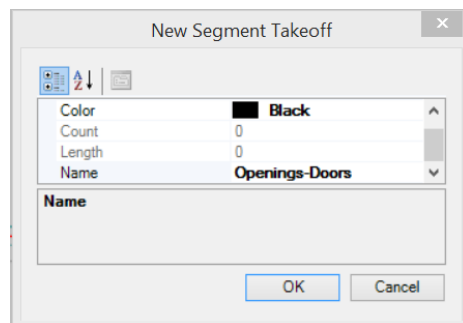 New Segment Takeoff
Color Black
Count 0
Length 0
Name Openings-Doors
Name
OK Cancel